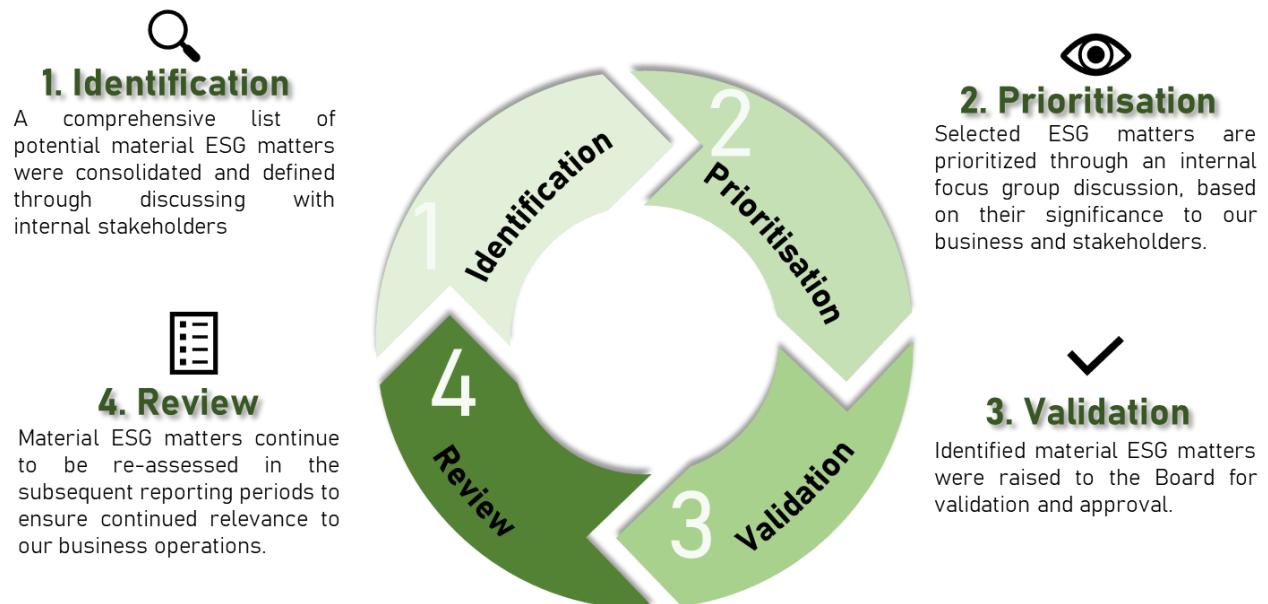 1. Identification
A comprehensive list of
potential material ESG matters
were consolidated and defined
through discussing with
internal stakeholders
2. Prioritisation
Selected ESG matters are
prioritized through an internal
focus group discussion, based
on their significance to our
business and stakeholders.
1
Identification
2
Prioritisation
3
Validation
4
Review
3. Validation
Identified material ESG matters
were raised to the Board for
validation and approval.
4. Review
Material ESG matters continue
to be re-assessed in the
subsequent reporting periods to
ensure continued relevance to
our business operations.